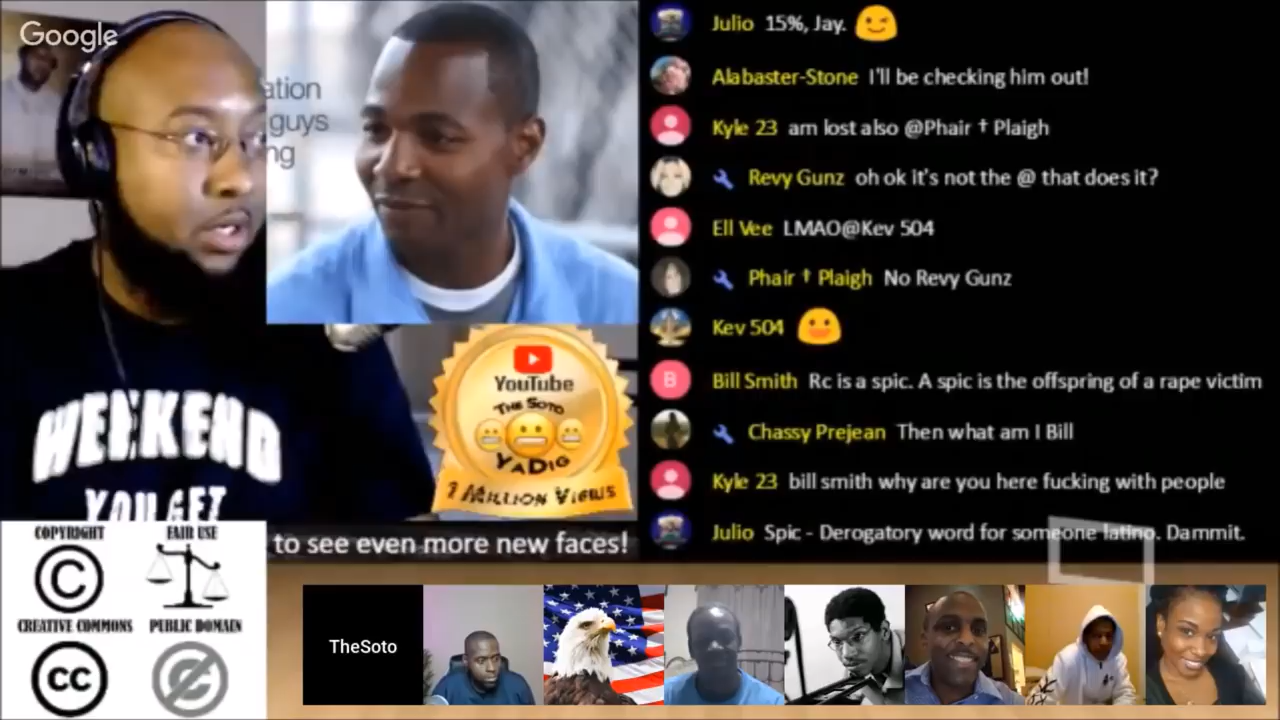 Google
ation
guys
ng
WEEKEND
YOU GET
YouTube
THE SOTO
YADIG
1 MILLION VIEWS
COPYRIGHT
FAIR USE
CREATIVE COMMONS
PUBLIC DOMAIN
to see even more new faces!
Julio 15%, Jay.
Alabaster-Stone I'll be checking him out!
Kyle 23 am lost also @Phair † Plaigh
Revy Gunz oh ok it's not the @ that does it?
Ell Vee LMAO@Kev 504
Phair † Plaigh No Revy Gunz
Kev 504
B
Bill Smith Rc is a spic. A spic is the offspring of a rape victim
Chassy Prejean Then what am I Bill
Kyle 23 bill smith why are you here fucking with people
Julio Spic - Derogatory word for someone latino. Dammit.
TheSoto